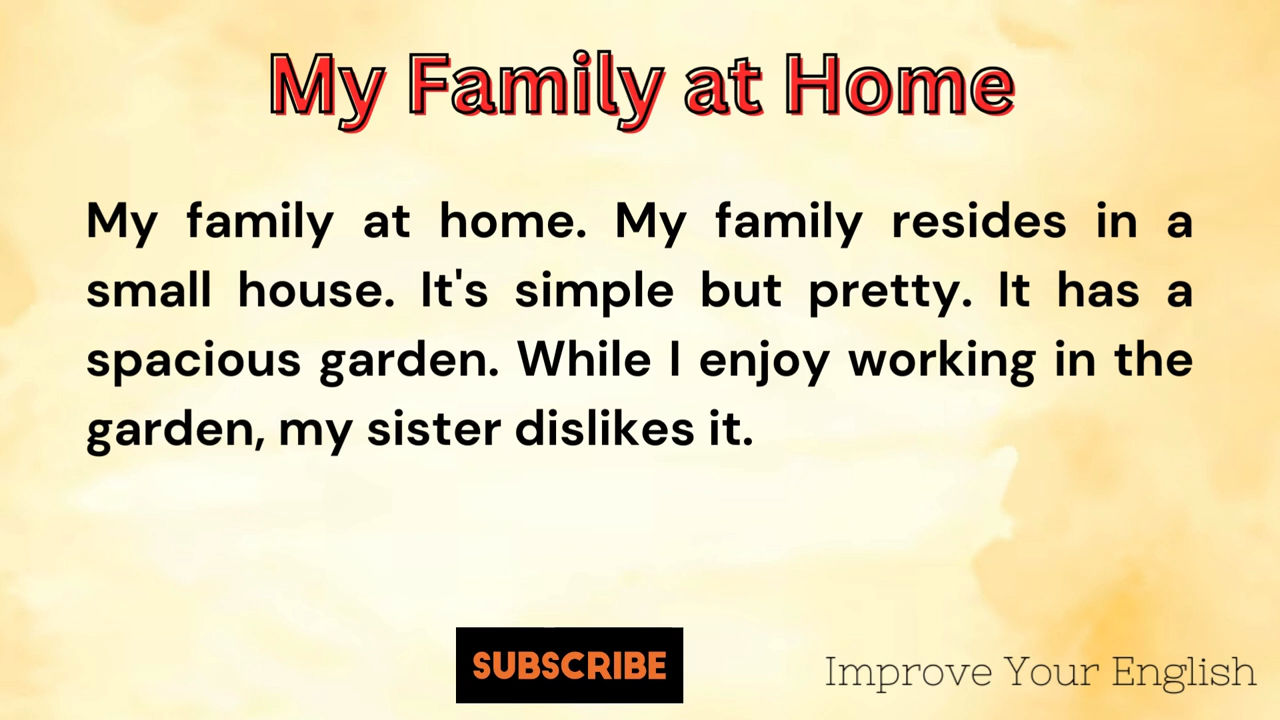 My Family at Home
My family at home. My family resides in a
small house. It's simple but pretty. It has a
spacious garden. While I enjoy working in the
garden, my sister dislikes it.
SUBSCRIBE
Improve Your English